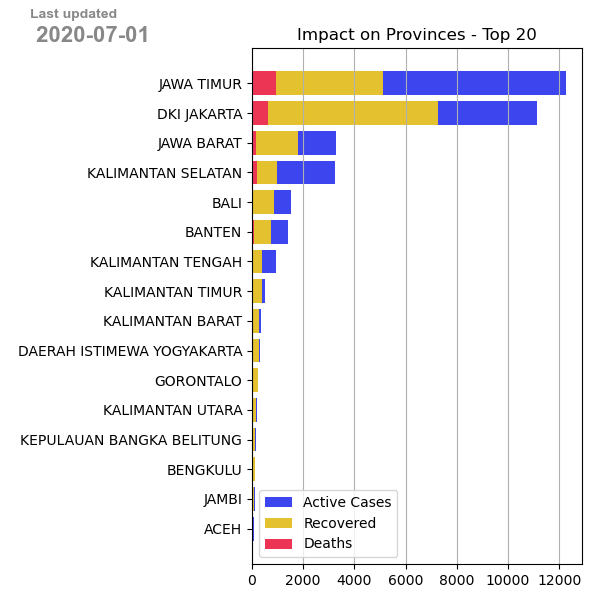 Last updated
2020-07-01
Impact on Provinces - Top 20
JAWA TIMUR
DKI JAKARTA
JAWA BARAT
KALIMANTAN SELATAN
BALI
BANTEN
KALIMANTAN TENGAH
KALIMANTAN TIMUR
KALIMANTAN BARAT
DAERAH ISTIMEWA YOGYAKARTA
GORONTALO
KALIMANTAN UTARA
KEPULAUAN BANGKA BELITUNG
BENGKULU
JAMBI
ACEH
Active Cases
Recovered
Deaths
0 2000 4000 6000 8000 10000 12000